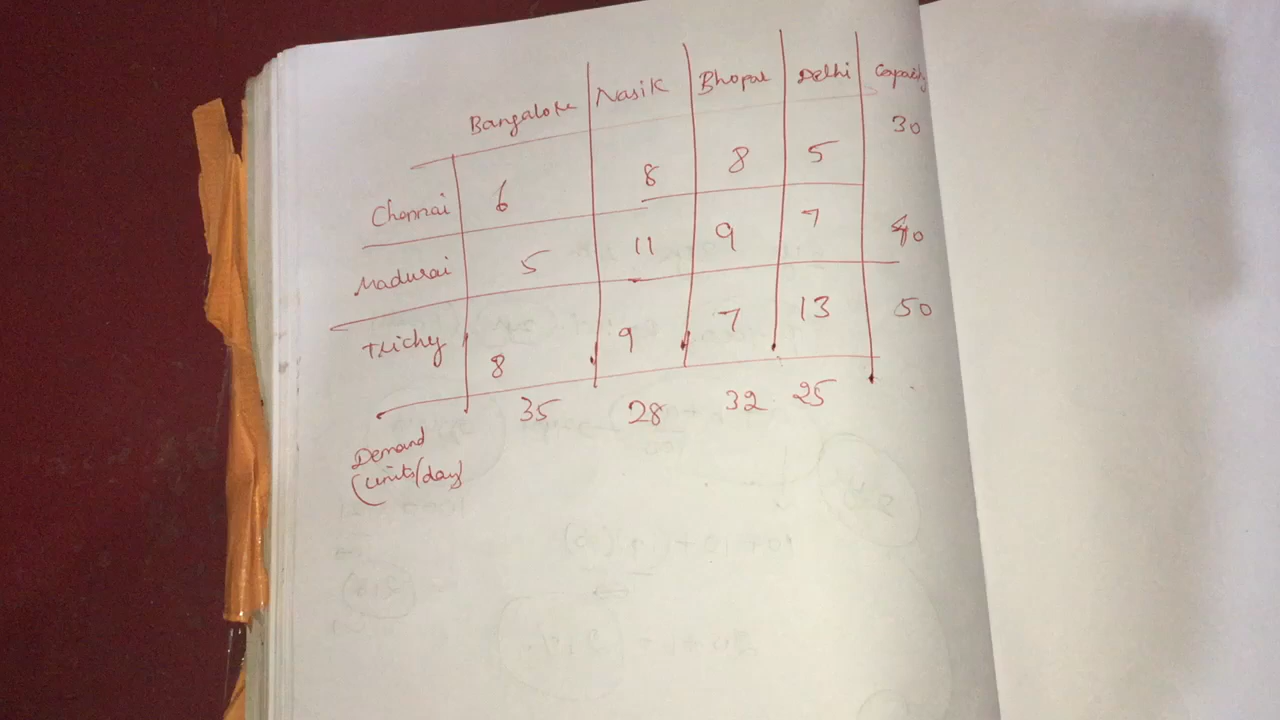 Bangalore Nasik Bhopal Delhi Capacity
Chennai 6 8 8 5 30
Madurai 5 11 9 7 40
Trichy 8 9 7 13 50
Demand (units/day) 35 28 32 25